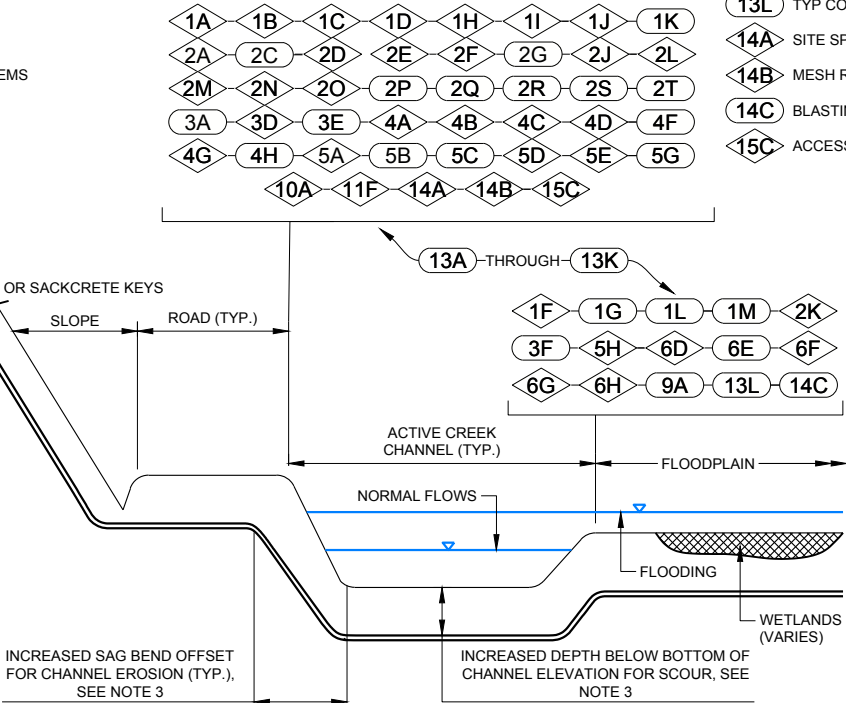 1A 1B 1C 1D 1H 1I 1J 1K
2A 2C 2D 2E 2F 2G 2J 2L
2M 2N 2O 2P 2Q 2R 2S 2T
3A 3D 3E 4A 4B 4C 4D 4F
4G 4H 5A 5B 5C 5D 5E 5G
10A 11F 14A 14B 15C
EMS
13L TYP CO
14A SITE SP
14B MESH R
14C BLASTIN
15C ACCESS
13A THROUGH 13K
1F 1G 1L 1M 2K
3F 5H 6D 6E 6F
6G 6H 9A 13L 14C
OR SACKCRETE KEYS
SLOPE
ROAD (TYP.)
ACTIVE CREEK
CHANNEL (TYP.)
FLOODPLAIN
NORMAL FLOWS
FLOODING
WETLANDS
(VARIES)
INCREASED SAG BEND OFFSET
FOR CHANNEL EROSION (TYP.),
SEE NOTE 3
INCREASED DEPTH BELOW BOTTOM OF
CHANNEL ELEVATION FOR SCOUR, SEE
NOTE 3